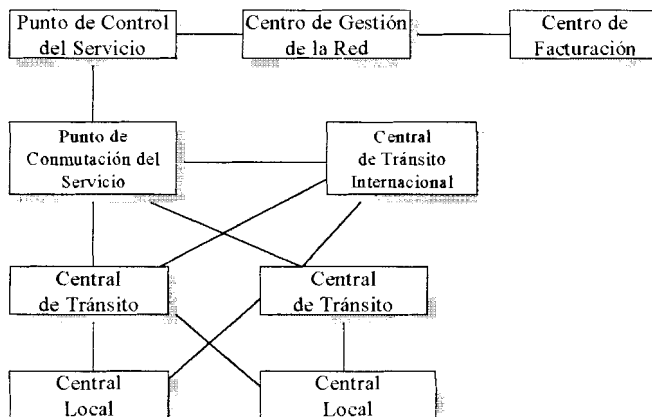 Punto de Control
del Servicio
Centro de Gestión
de la Red
Centro de
Facturación
Punto de
Conmutación del
Servicio
Central
de Tránsito
Internacional
Central
de Tránsito
Central
de Tránsito
Central
Local
Central
Local